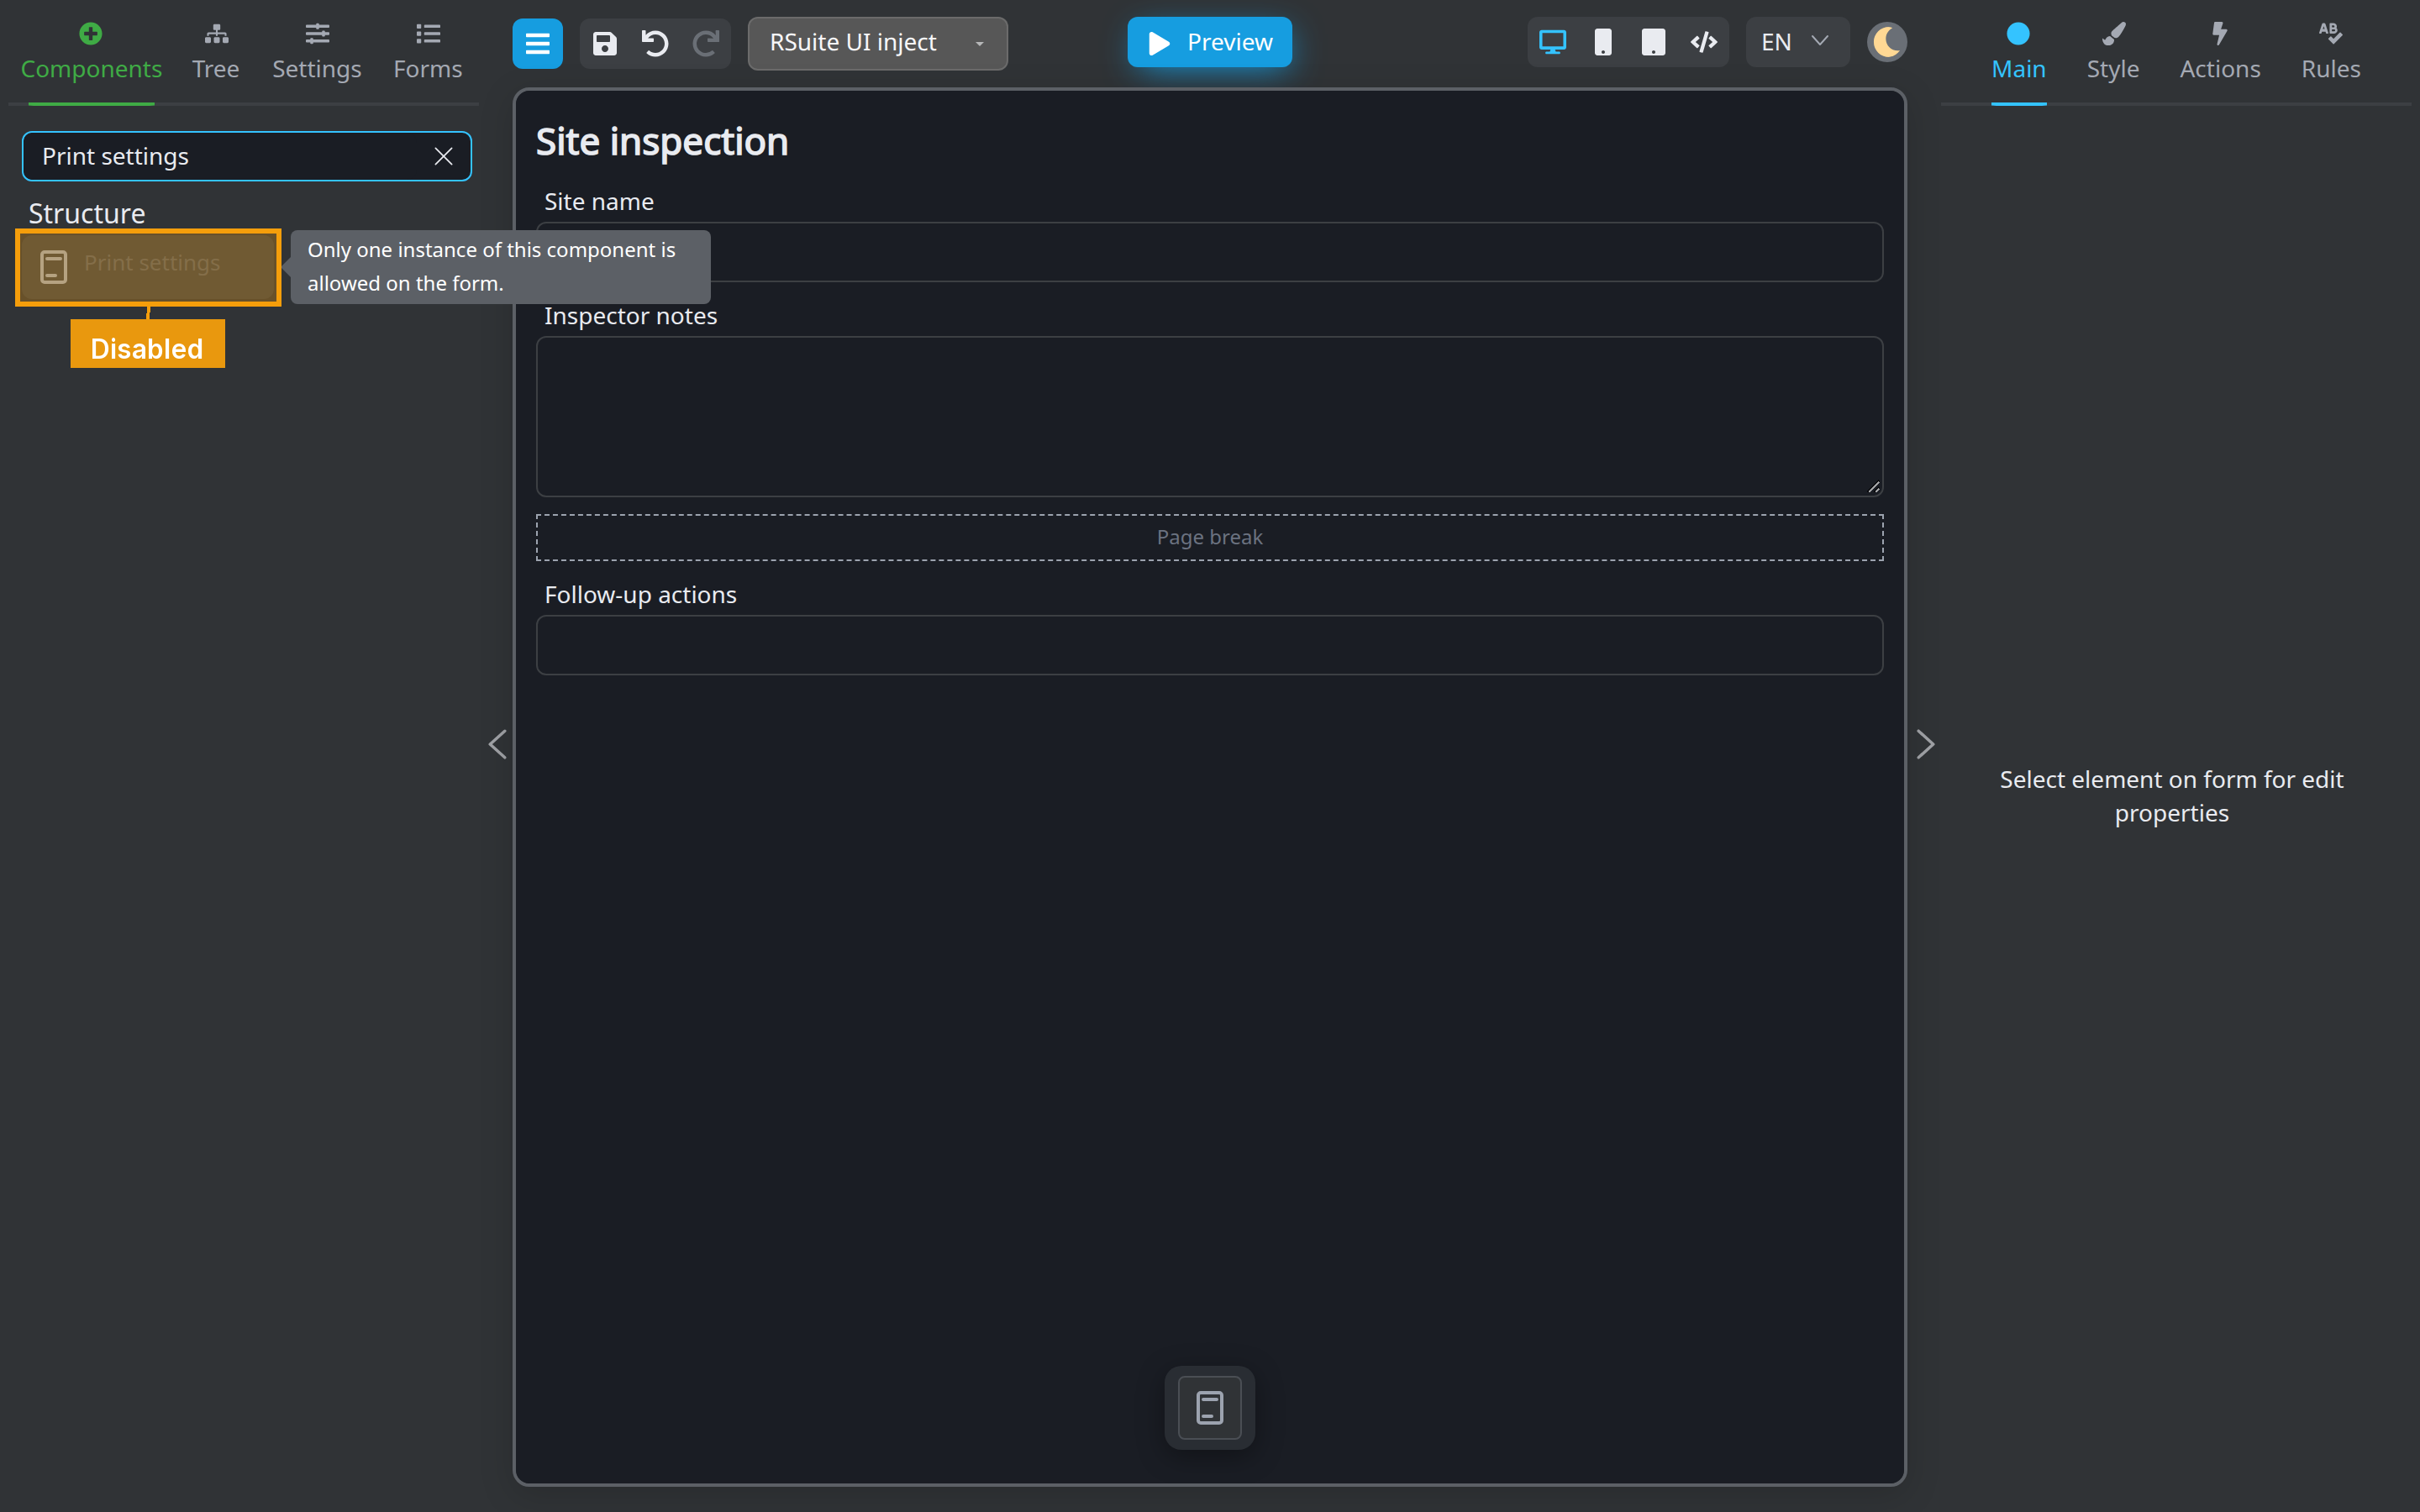 Components Tree Settings Forms
RSuite UI inject
Preview
EN
Main Style Actions Rules
AB
Print settings
Structure
Print settings
Only one instance of this component is
allowed on the form.
Disabled
Site inspection
Site name
Inspector notes
Page break
Follow-up actions
Select element on form for edit
properties